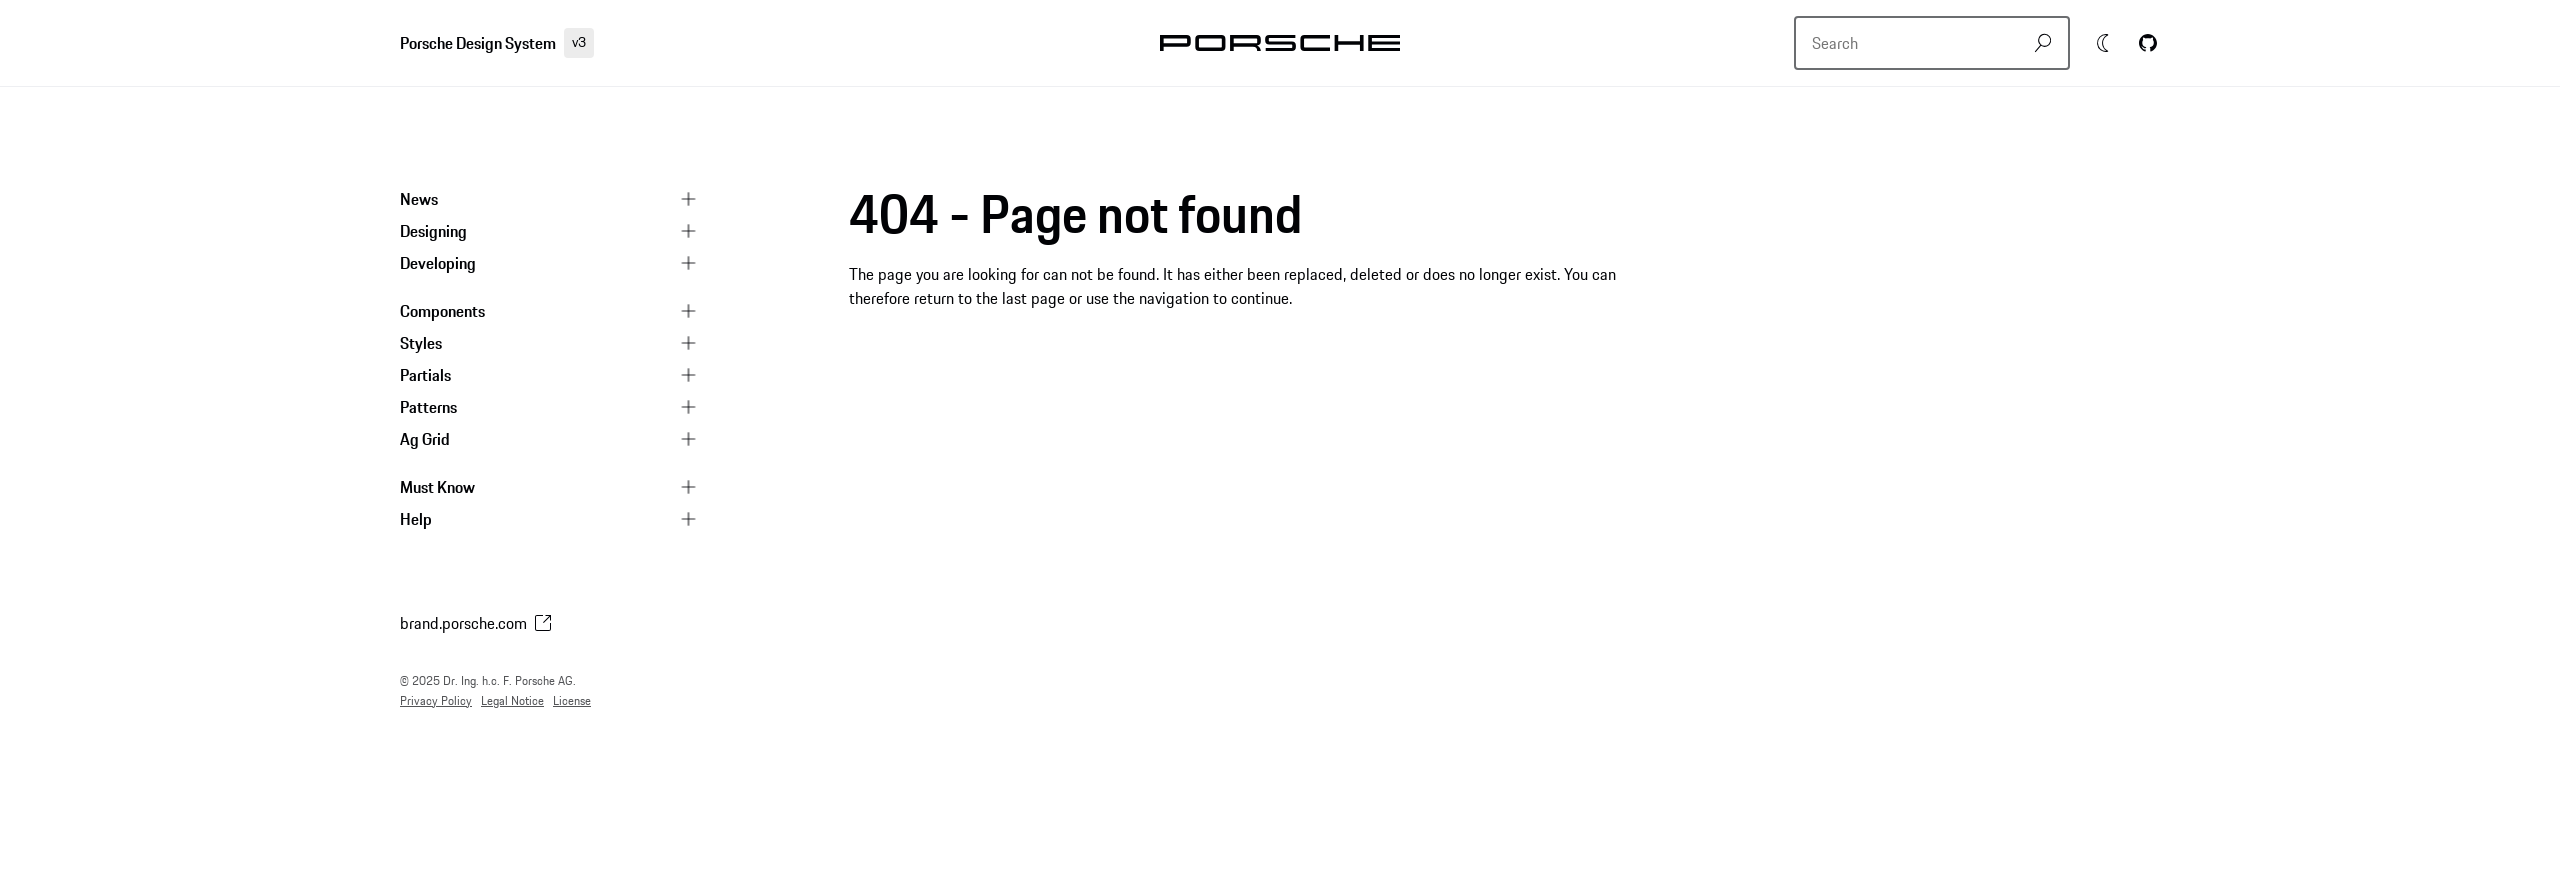 Porsche Design System v3
PORSCHE
Search
News
Designing
Developing
Components
Styles
Partials
Patterns
Ag Grid
Must Know
Help
brand.porsche.com
© 2025 Dr. Ing. h.c. F. Porsche AG.
Privacy Policy Legal Notice License
404 - Page not found
The page you are looking for can not be found. It has either been replaced, deleted or does no longer exist. You can
therefore return to the last page or use the navigation to continue.